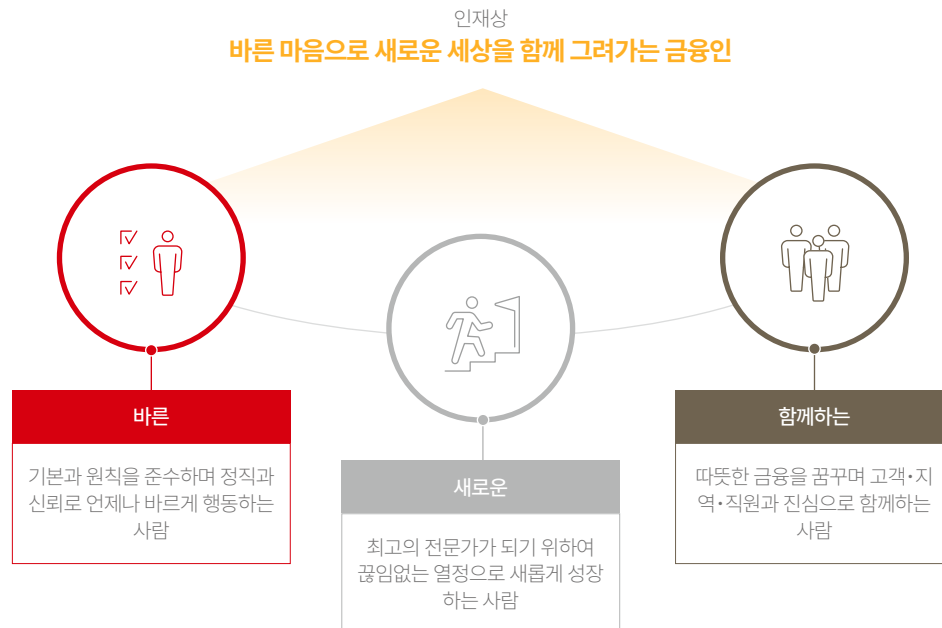 인재상
바른 마음으로 새로운 세상을 함께 그려가는 금융인
바른
기본과 원칙을 준수하며 정직과
신뢰로 언제나 바르게 행동하는
사람
새로운
최고의 전문가가 되기 위하여
끊임없는 열정으로 새롭게 성장
하는 사람
함께하는
따뜻한 금융을 꿈꾸며 고객•지
역•직원과 진심으로 함께하는
사람